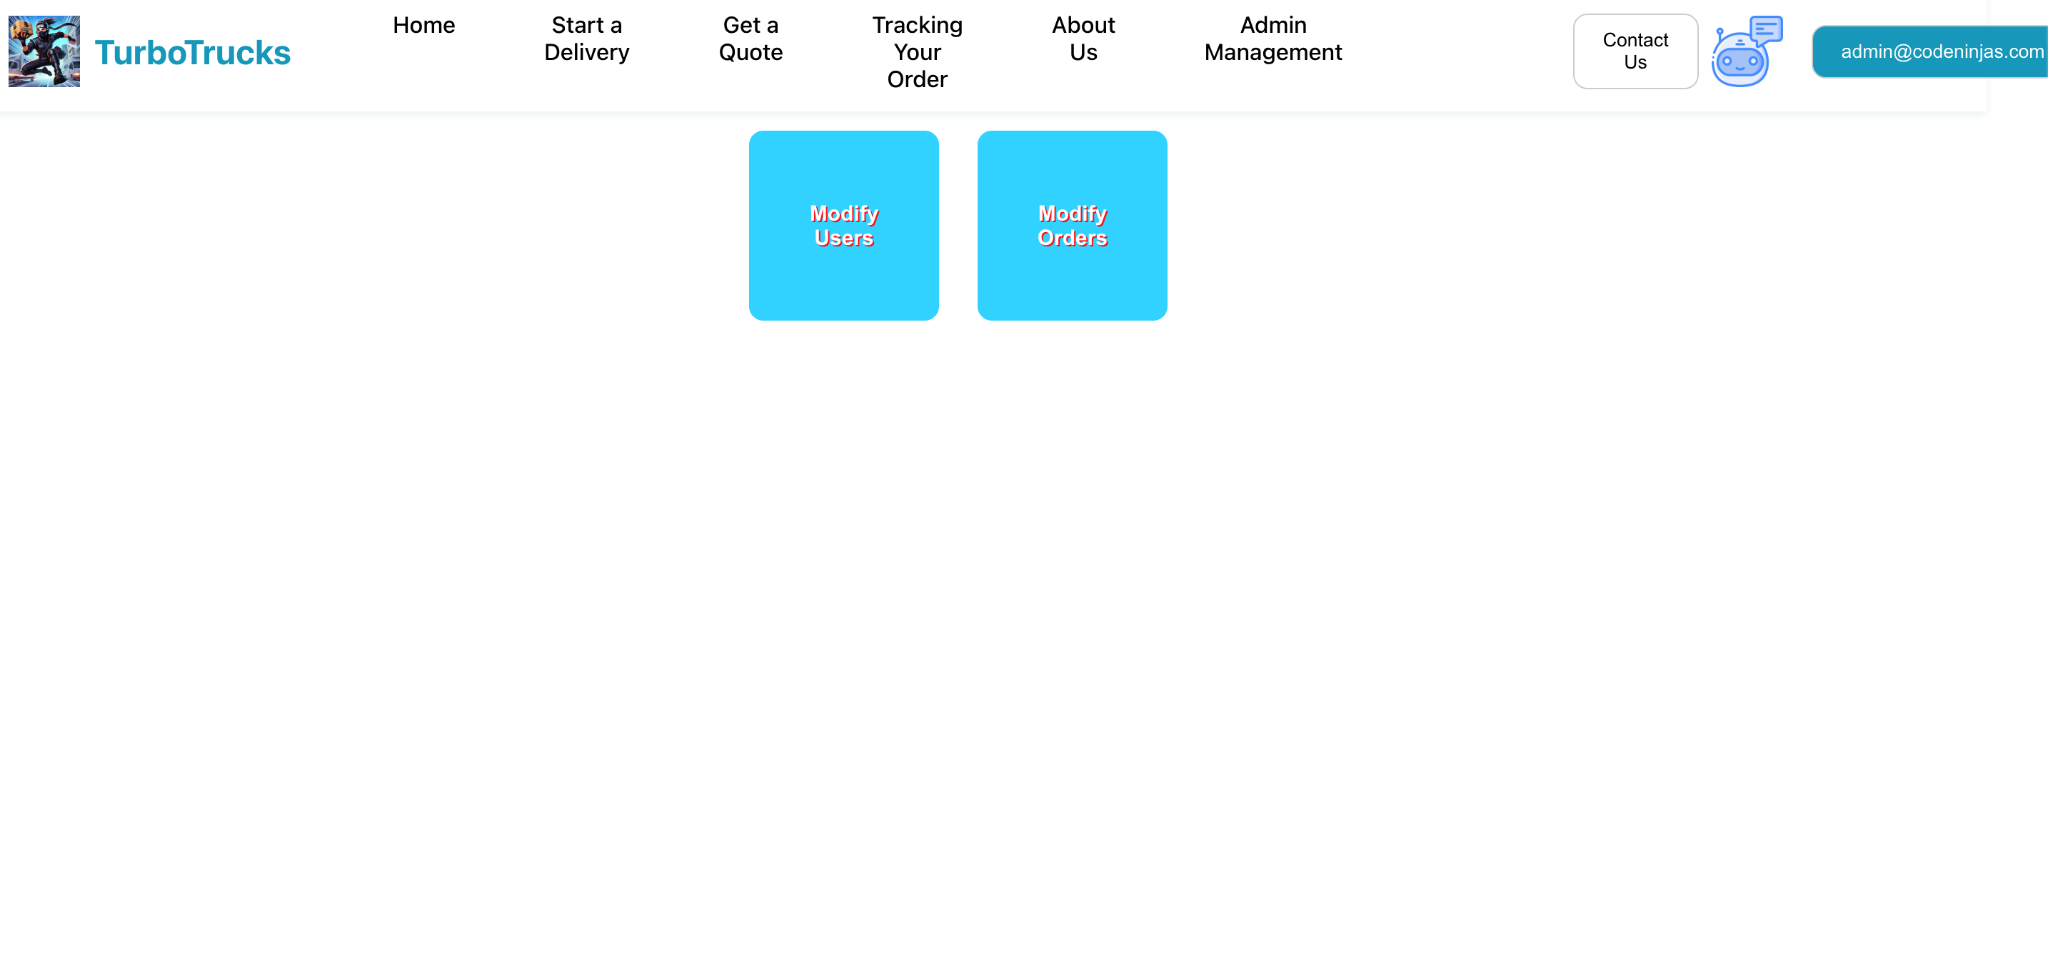 TurboTrucks
Home
Start a
Delivery
Get a
Quote
Tracking
Your
Order
About
Us
Admin
Management
Contact
Us
admin@codeninjas.com
Modify
Users
Modify
Orders